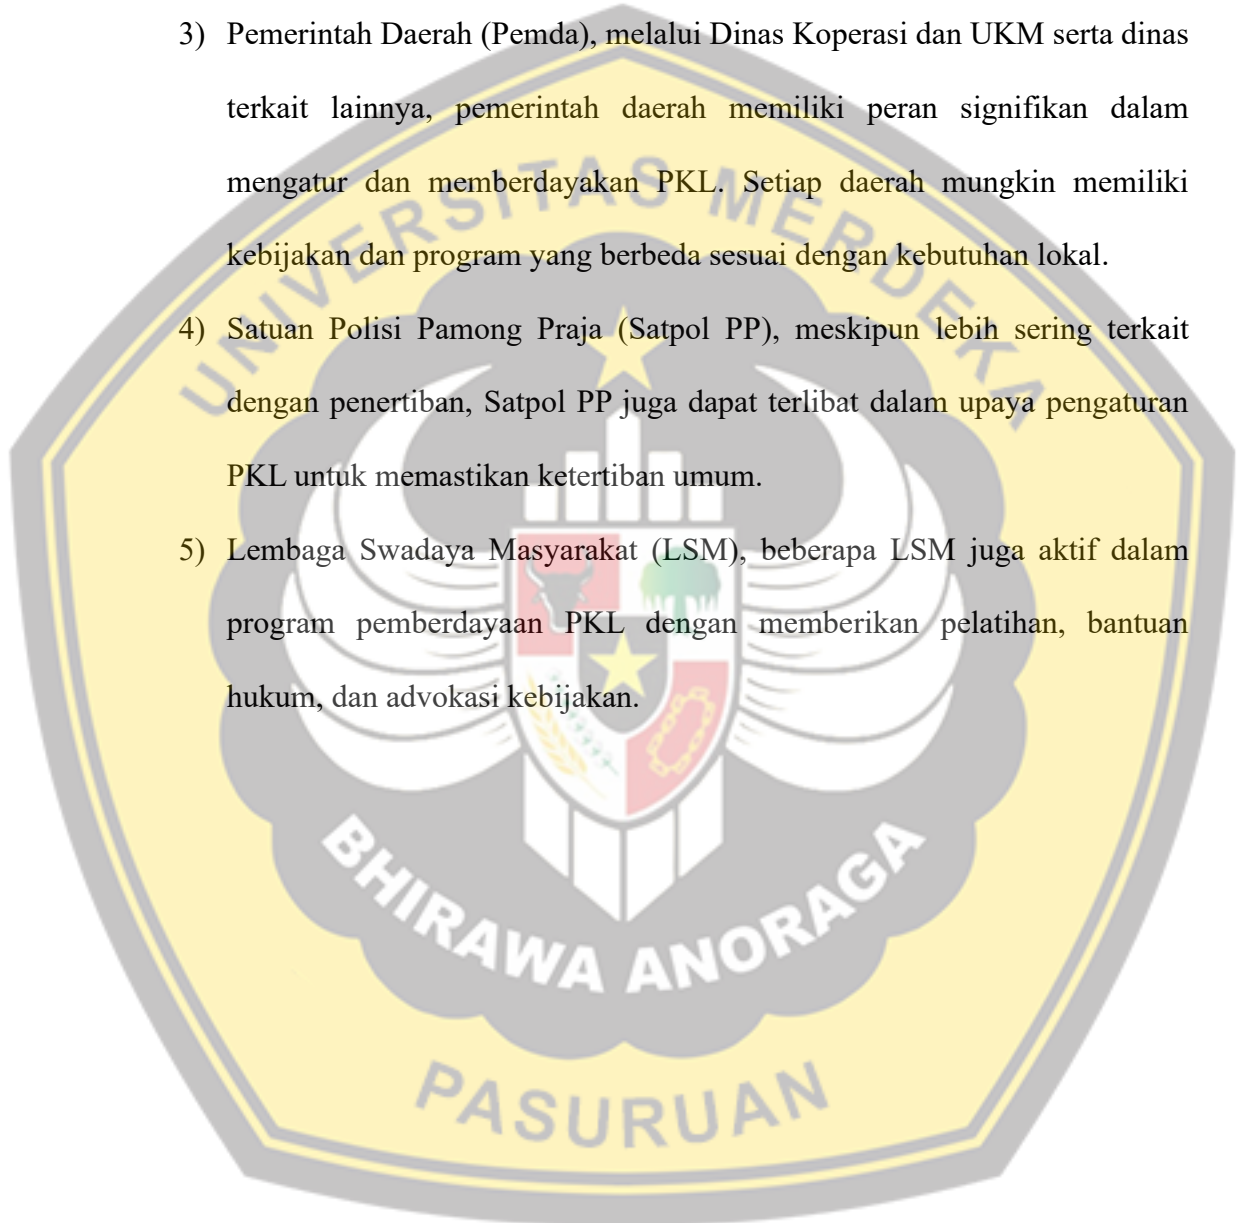 3) Pemerintah Daerah (Pemda), melalui Dinas Koperasi dan UKM serta dinas
terkait lainnya, pemerintah daerah memiliki peran signifikan dalam
mengatur dan memberdayakan PKL. Setiap daerah mungkin memiliki
kebijakan dan program yang berbeda sesuai dengan kebutuhan lokal.
4) Satuan Polisi Pamong Praja (Satpol PP), meskipun lebih sering terkait
dengan penertiban, Satpol PP juga dapat terlibat dalam upaya pengaturan
PKL untuk memastikan ketertiban umum.
5) Lembaga Swadaya Masyarakat (LSM), beberapa LSM juga aktif dalam
program pemberdayaan PKL dengan memberikan pelatihan, bantuan
hukum, dan advokasi kebijakan.
UNIVERSITAS MERDEKA
BHIRAWA ANORAGA
PASURUAN